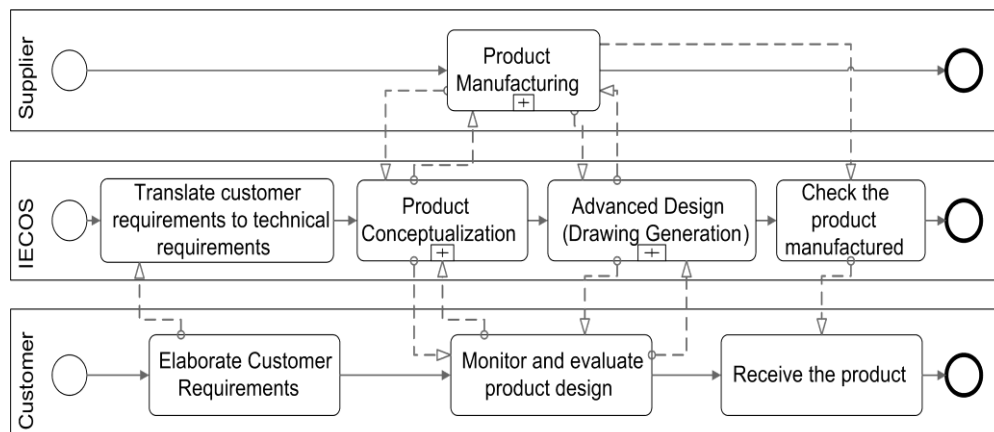 Supplier
Product
Manufacturing
IECOS
Translate customer
requirements to technical
requirements
Product
Conceptualization
Advanced Design
(Drawing Generation)
Check the
product
manufactured
Customer
Elaborate Customer
Requirements
Monitor and evaluate
product design
Receive the product